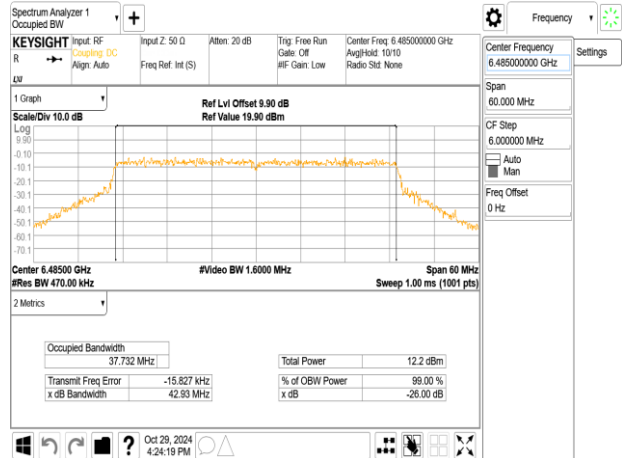 Spectrum Analyzer 1
Occupied BW
Frequency
KEYSIGHT
Input: RF
Coupling: DC
Align: Auto
Input Z: 50 Ω
Freq Ref: Int (S)
Atten: 20 dB
Trig: Free Run
Gate: Off
#IF Gain: Low
Center Freq: 6.485000000 GHz
Avg|Hold: 10/10
Radio Std: None
R
Center Frequency
6.485000000 GHz
Settings
Span
60.000 MHz
CF Step
6.000000 MHz
Auto
Man
Freq Offset
0 Hz
1 Graph
Ref Lvl Offset 9.90 dB
Scale/Div 10.0 dB
Ref Value 19.90 dBm
Log
9.90
-0.10
-10.1
-20.1
-30.1
-40.1
-50.1
-60.1
-70.1
Center 6.48500 GHz
#Video BW 1.6000 MHz
Span 60 MHz
#Res BW 470.00 kHz
Sweep 1.00 ms (1001 pts)
2 Metrics
Occupied Bandwidth
37.732 MHz
Total Power 12.2 dBm
Transmit Freq Error -15.827 kHz
% of OBW Power 99.00 %
x dB Bandwidth 42.93 MHz
x dB -26.00 dB
?
Oct 29, 2024
4:24:19 PM